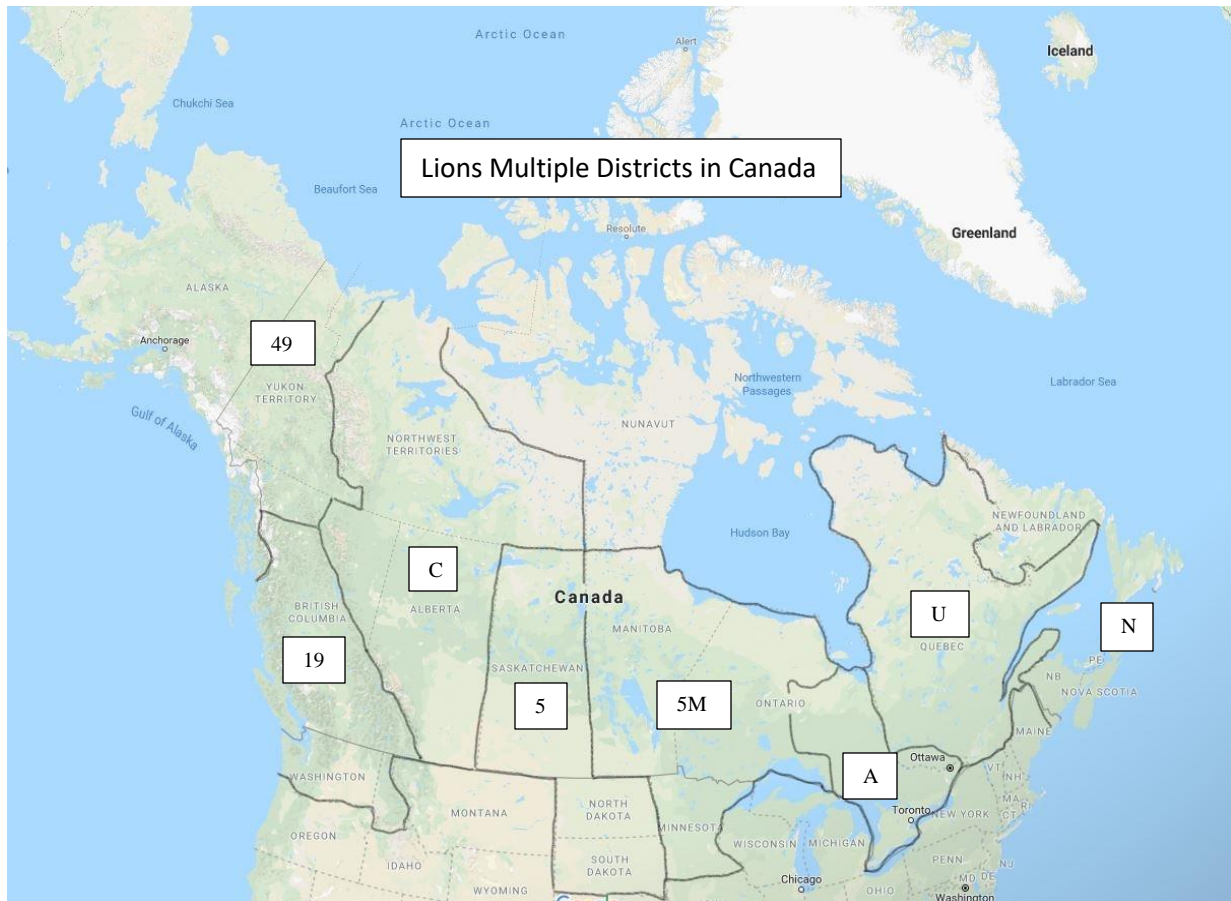 Arctic Ocean
Alert
Iceland
Chukchi Sea
Arctic Ocean
Lions Multiple Districts in Canada
Beaufort Sea
Resolute
Greenland
ALASKA
Anchorage
49
YUKON
TERRITORY
Gulf of Alaska
Northwestern
Passages
Labrador Sea
NORTHWEST
TERRITORIES
NUNAVUT
Hudson Bay
NEWFOUNDLAND
AND LABRADOR
C
Canada
BRITISH
COLUMBIA
ALBERTA
MANITOBA
U
QUEBEC
N
19
SASKATCHEWAN
5
5M
ONTARIO
PE
NB
NOVA SCOTIA
MAINE
A
Ottawa
Toronto
VT
NH
MA
RI
CT
NEW YORK
WASHINGTON
MONTANA
NORTH
DAKOTA
MINNESOTA
OREGON
IDAHO
SOUTH
DAKOTA
WISCONSIN
MICHIGAN
WYOMING
Chicago
OHIO
PENN
NJ
MD DE
Washington